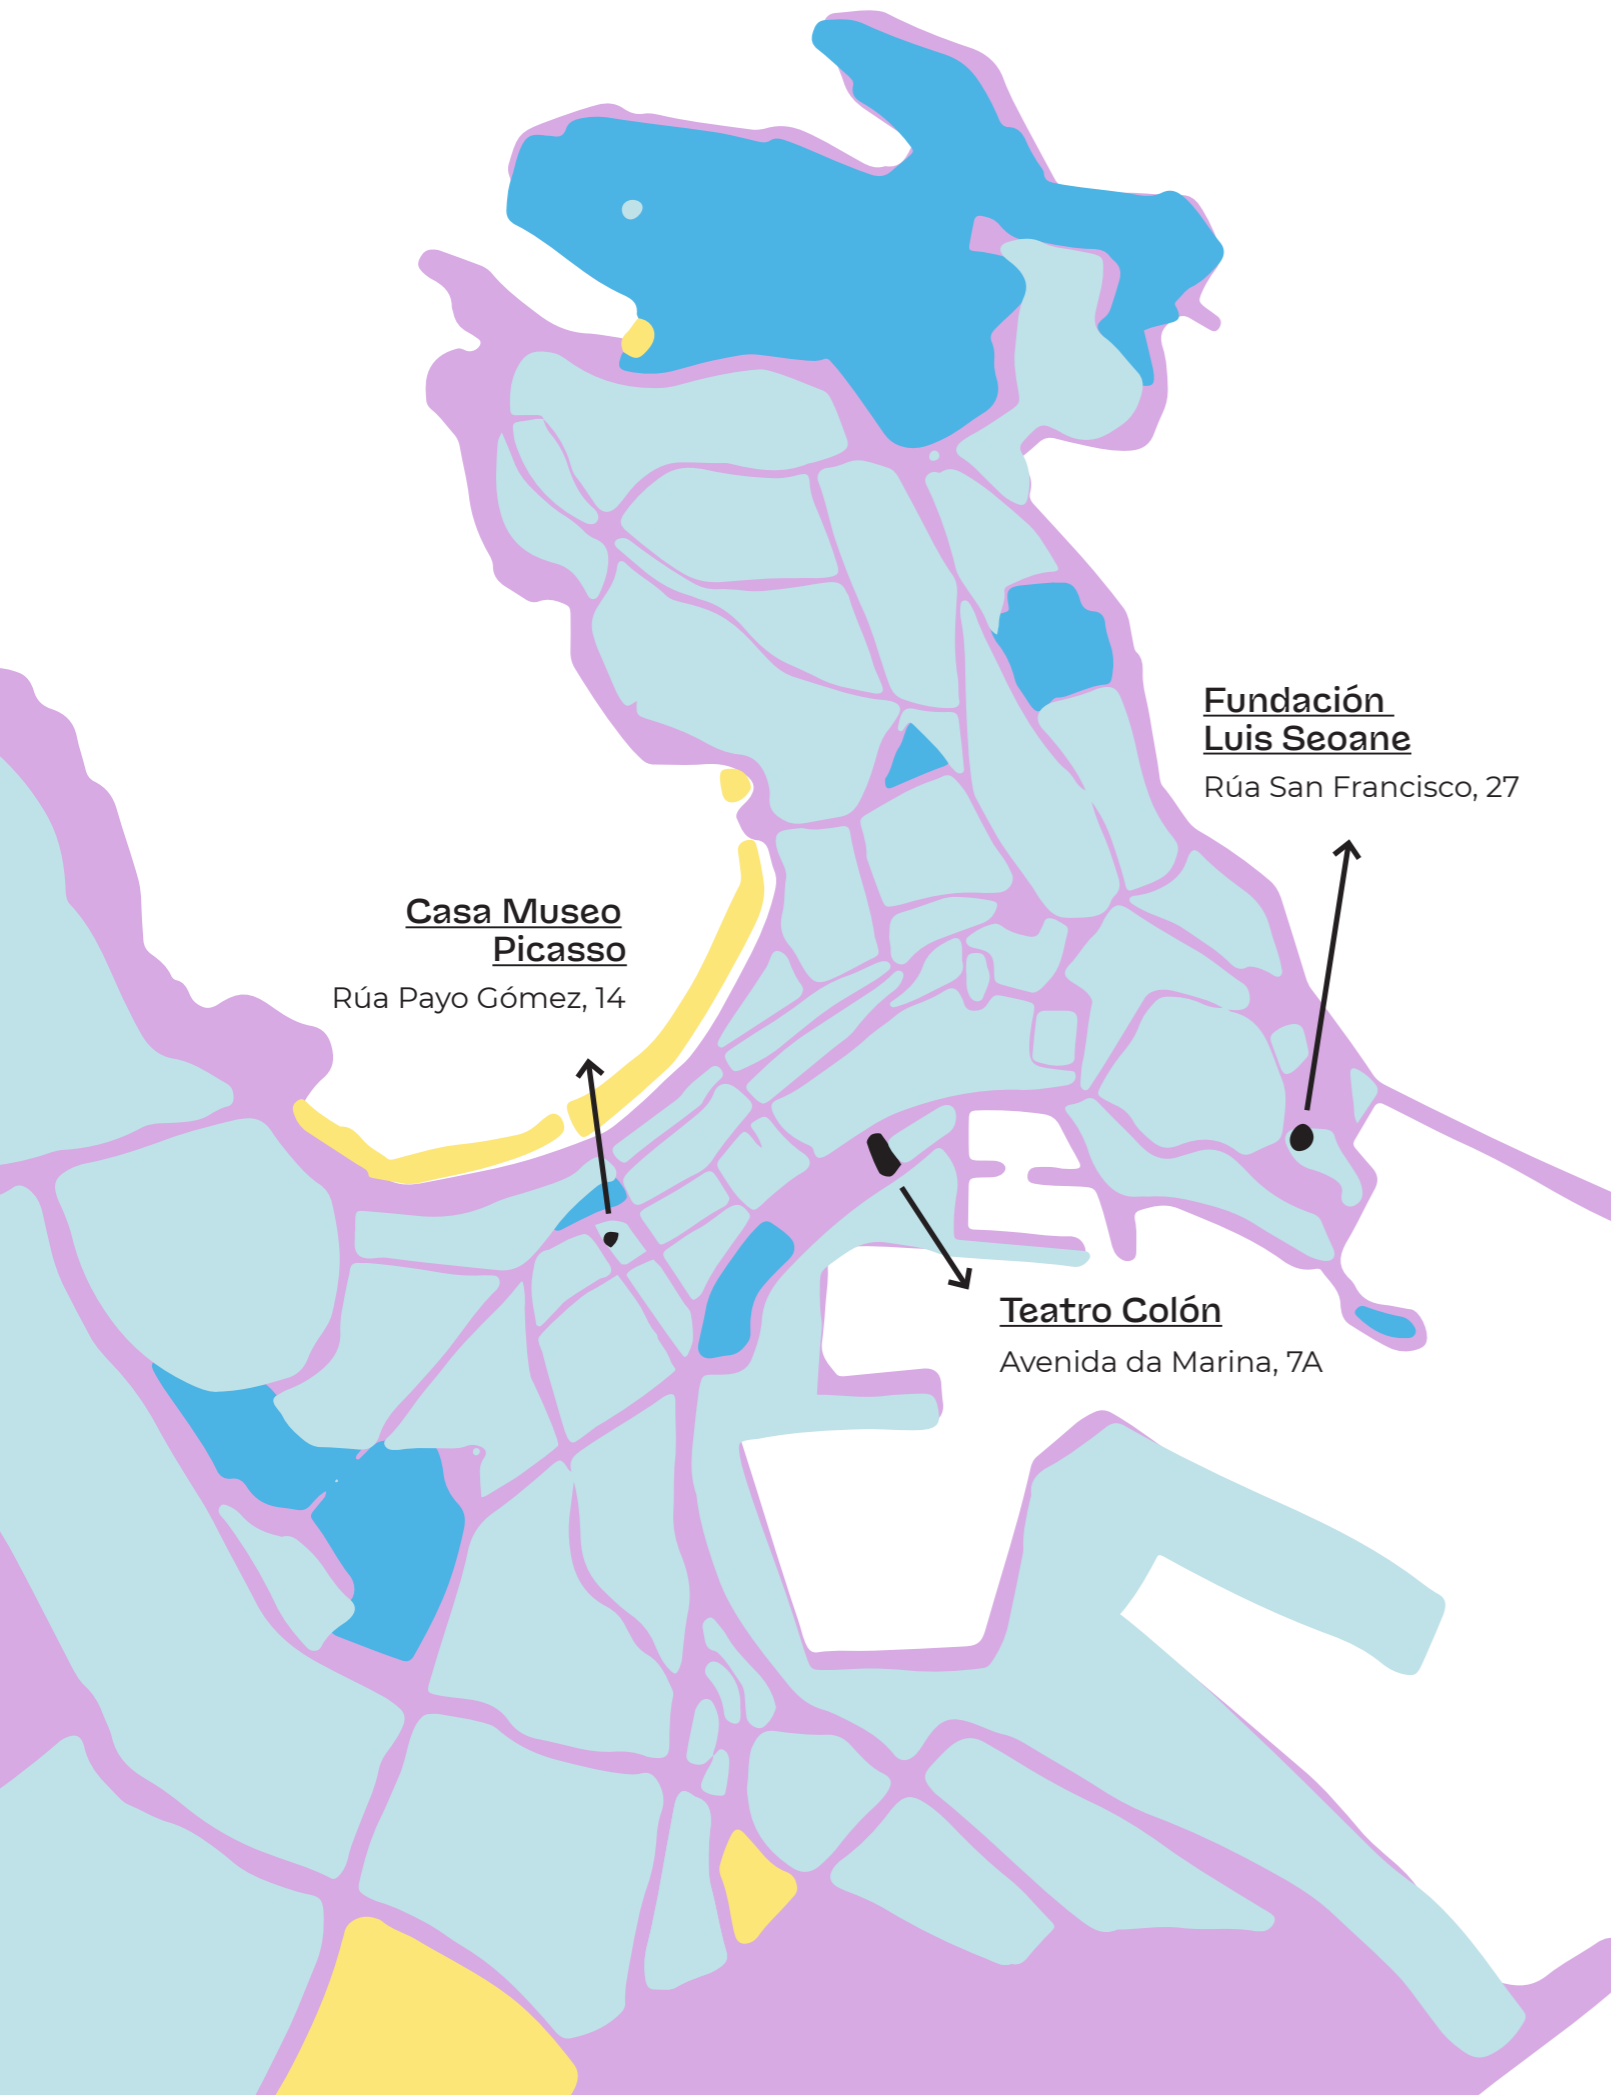 Fundación
Luis Seoane
Rúa San Francisco, 27
Casa Museo
Picasso
Rúa Payo Gómez, 14
Teatro Colón
Avenida da Marina, 7A